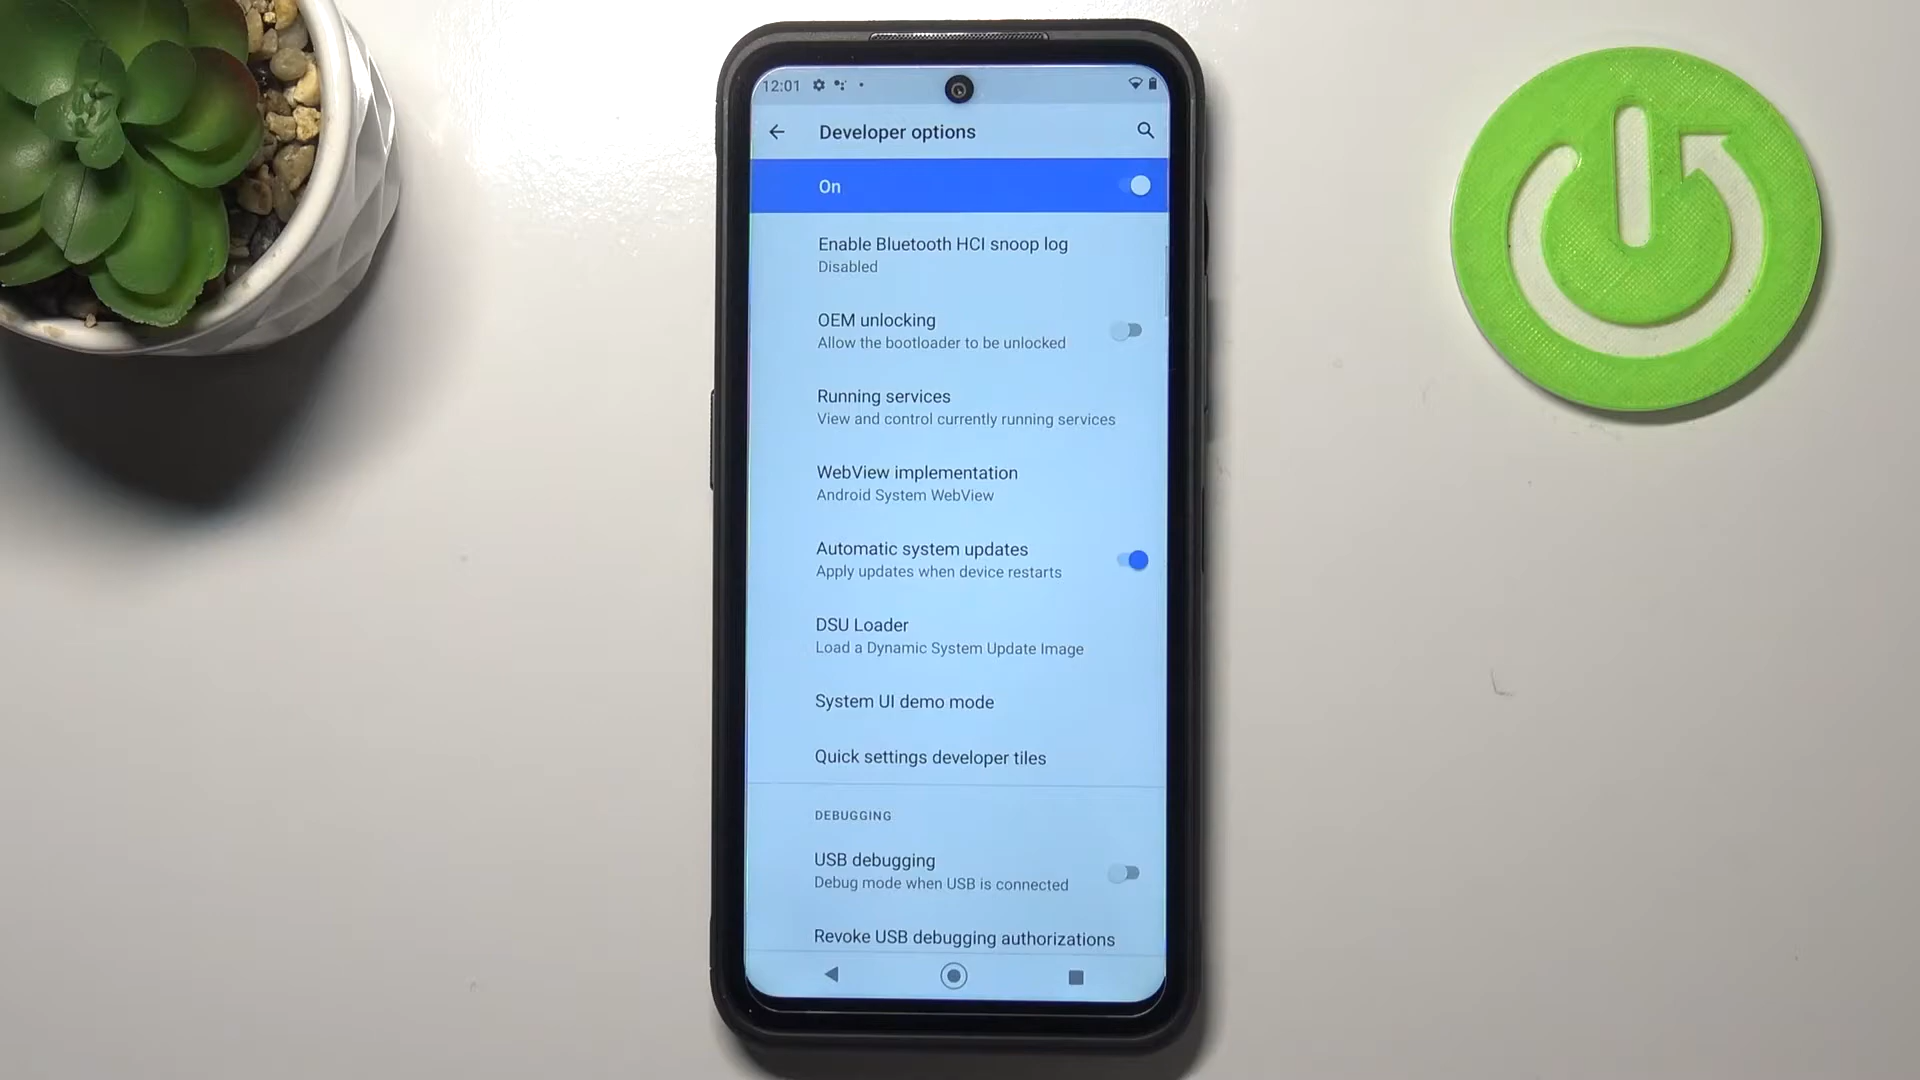 12:01
Developer options
On
Enable Bluetooth HCI snoop log
Disabled
OEM unlocking
Allow the bootloader to be unlocked
Running services
View and control currently running services
WebView implementation
Android System WebView
Automatic system updates
Apply updates when device restarts
DSU Loader
Load a Dynamic System Update Image
System UI demo mode
Quick settings developer tiles
DEBUGGING
USB debugging
Debug mode when USB is connected
Revoke USB debugging authorizations